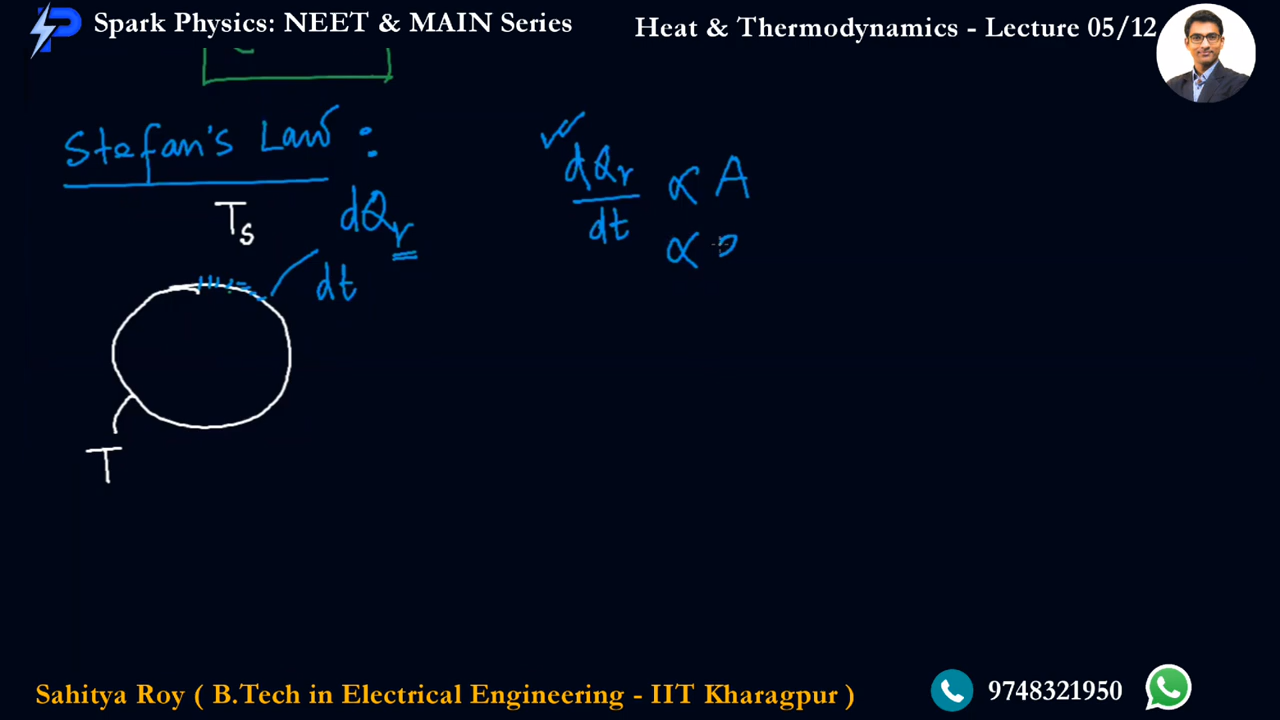 Spark Physics: NEET & MAIN Series
Heat & Thermodynamics - Lecture 05/12
Stefan's Law :
Ts
dQr
dt
T
dQr/dt ∝ A
∝
Sahitya Roy ( B.Tech in Electrical Engineering - IIT Kharagpur )
9748321950